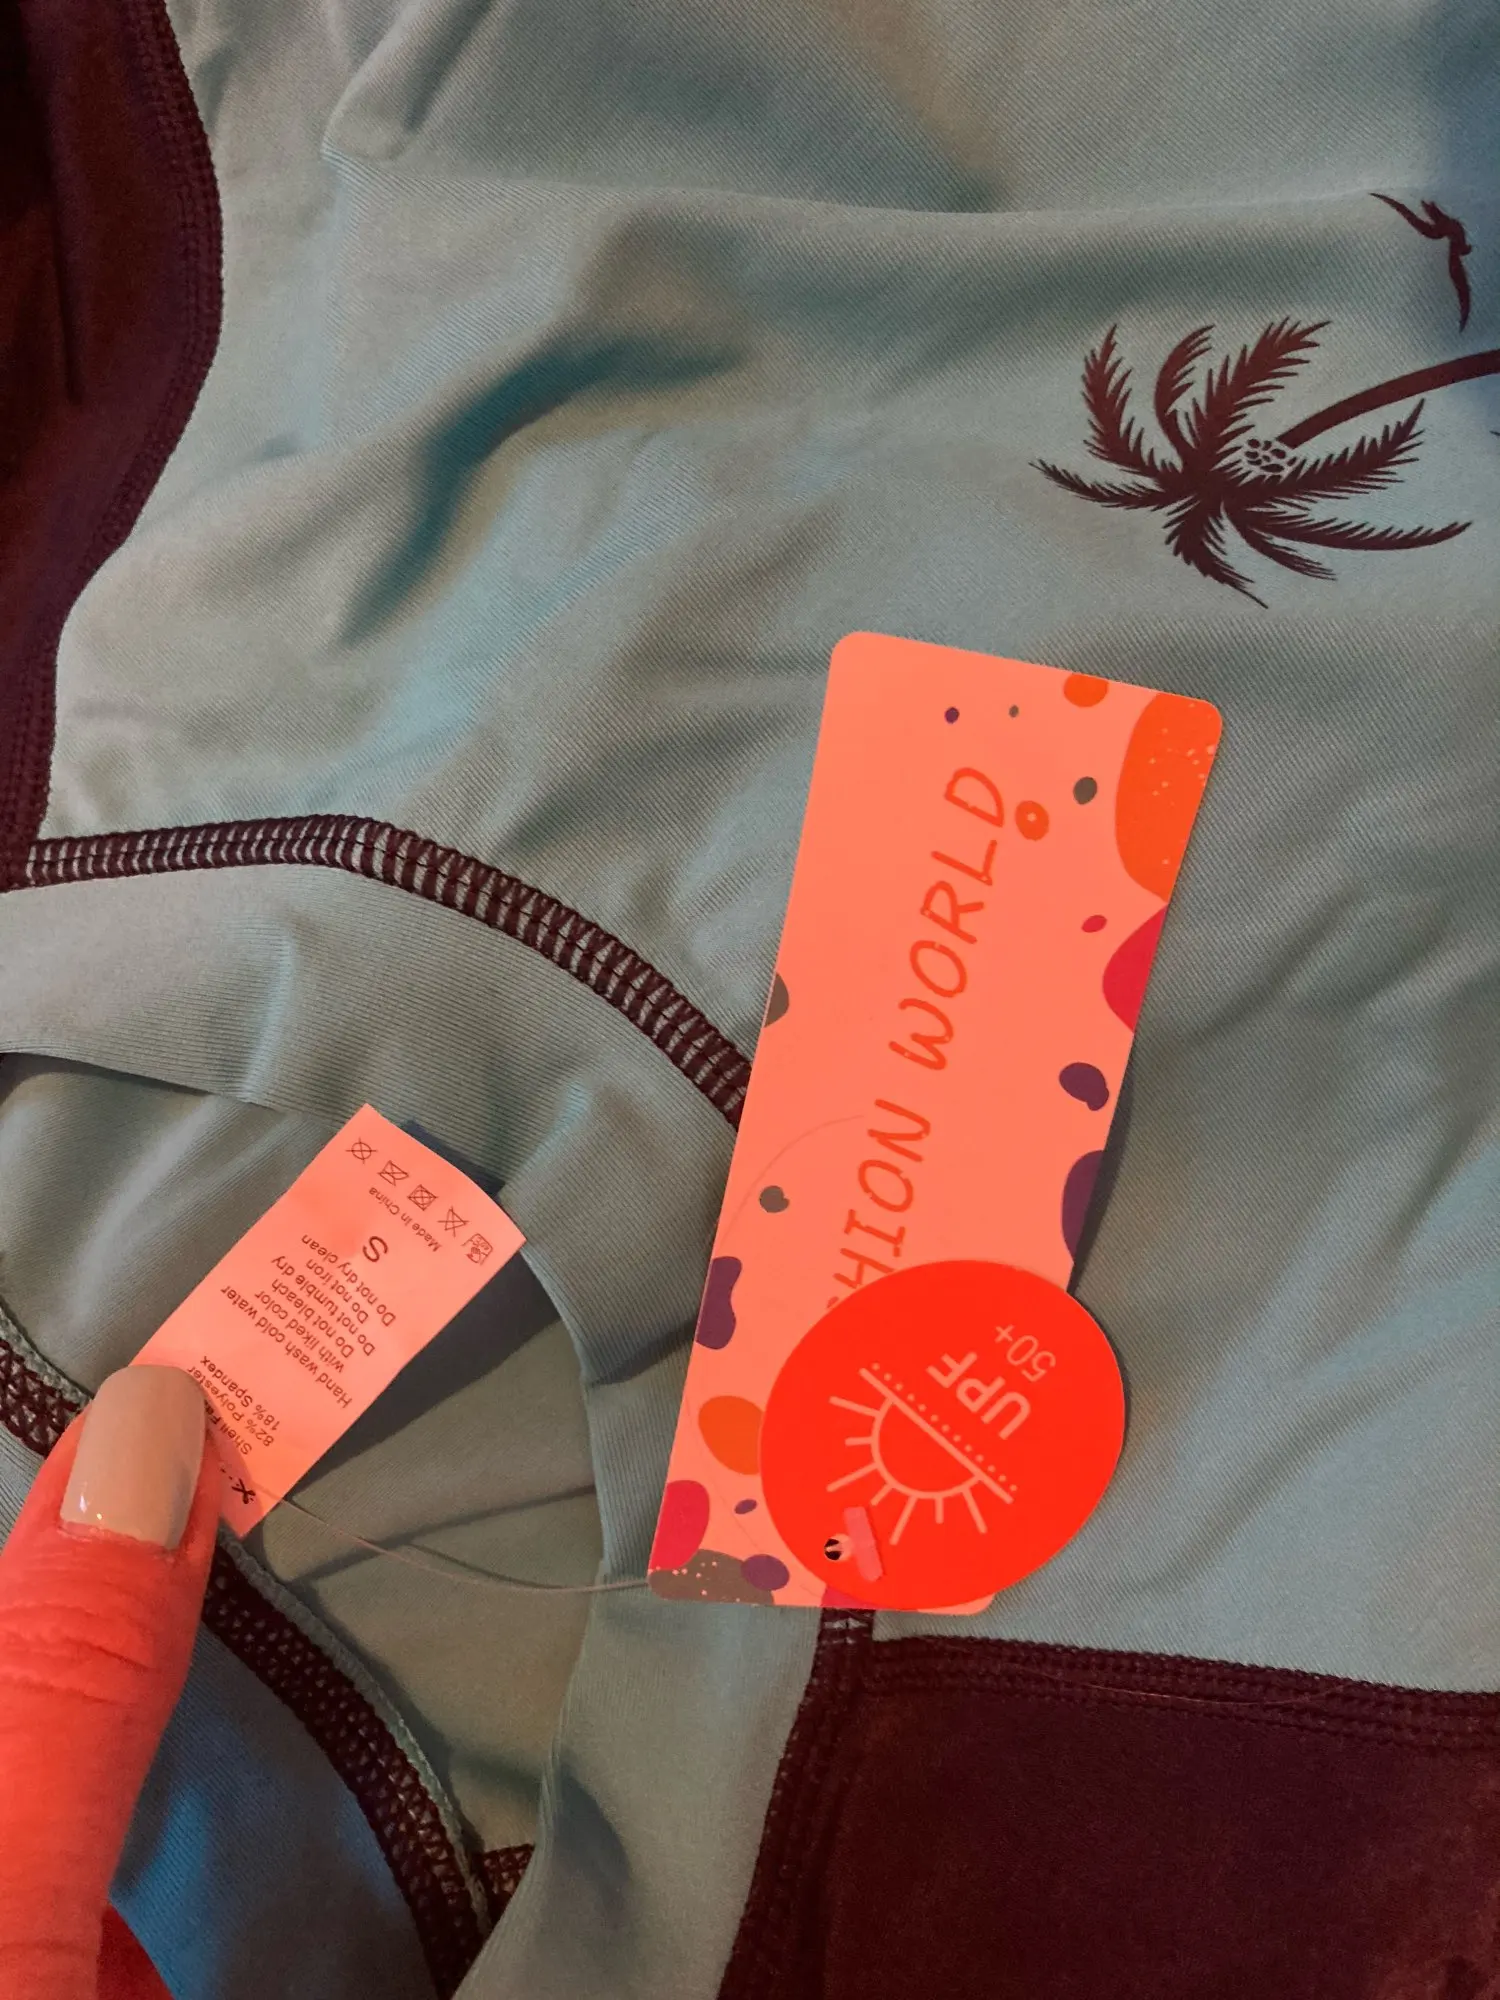 HION WORLD
UPF
50+
82% Polyester
18% Spandex
Hand wash cold water
with liked color
Do not bleach
Do not tumble dry
Do not iron
Do not dry clean
S
Made in China